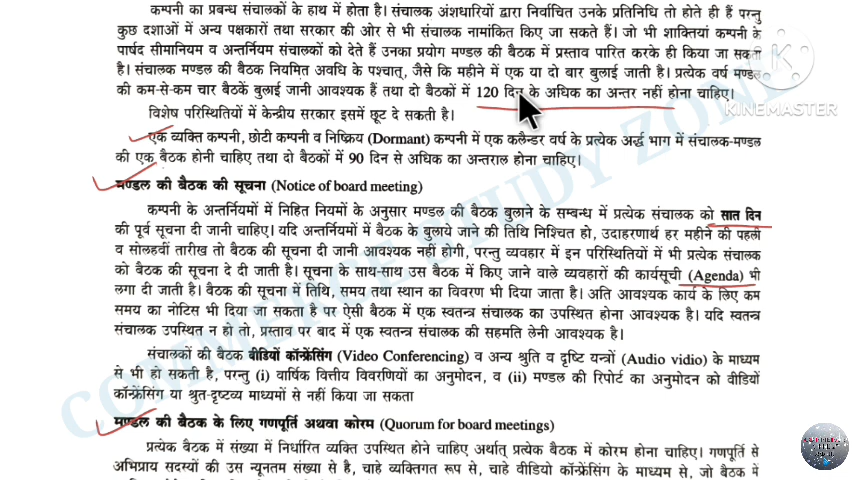 कम्पनी का प्रबन्ध संचालकों के हाथ में होता है। संचालक अंशधारियों द्वारा निर्वाचित उनके प्रतिनिधि तो होते ही हैं परन्तु
कुछ दशाओं में अन्य पक्षकारों तथा सरकार की ओर से भी संचालक नामांकित किए जा सकते हैं। जो भी शक्तियां कम्पनी के
पार्षद सीमानियम व अन्तर्नियम संचालकों को देते हैं उनका प्रयोग मण्डल की बैठक में प्रस्ताव पारित करके ही किया जा सकता
है। संचालक मण्डल की बैठक नियमित अवधि के पश्चात्, जैसे कि महीने में एक या दो बार बुलाई जाती है। प्रत्येक वर्ष मण्डल
की कम-से-कम चार बैठकें बुलाई जानी आवश्यक हैं तथा दो बैठकों में 120 दिन के अधिक का अन्तर नहीं होना चाहिए।
विशेष परिस्थितियों में केन्द्रीय सरकार इसमें छूट दे सकती है।
एक व्यक्ति कम्पनी, छोटी कम्पनी व निष्क्रिय (Dormant) कम्पनी में एक कलैन्डर वर्ष के प्रत्येक अर्द्ध भाग में संचालक-मण्डल
की एक बैठक होनी चाहिए तथा दो बैठकों में 90 दिन से अधिक का अन्तराल होना चाहिए।
मण्डल की बैठक की सूचना (Notice of board meeting)
कम्पनी के अन्तर्नियमों में निहित नियमों के अनुसार मण्डल की बैठक बुलाने के सम्बन्ध में प्रत्येक संचालक को सात दिन
की पूर्व सूचना दी जानी चाहिए। यदि अन्तर्नियमों में बैठक के बुलाये जाने की तिथि निश्चित हो, उदाहरणार्थ हर महीने की पहली
व सोलहवीं तारीख तो बैठक की सूचना दी जानी आवश्यक नहीं होगी, परन्तु व्यवहार में इन परिस्थितियों में भी प्रत्येक संचालक
को बैठक की सूचना दे दी जाती है। सूचना के साथ-साथ उस बैठक में किए जाने वाले व्यवहारों की कार्यसूची (Agenda) भी
लगा दी जाती है। बैठक की सूचना में तिथि, समय तथा स्थान का विवरण भी दिया जाता है। अति आवश्यक कार्य के लिए कम
समय का नोटिस भी दिया जा सकता है पर ऐसी बैठक में एक स्वतन्त्र संचालक का उपस्थित होना आवश्यक है। यदि स्वतन्त्र
संचालक उपस्थित न हो तो, प्रस्ताव पर बाद में एक स्वतन्त्र संचालक की सहमति लेनी आवश्यक है।
संचालकों की बैठक वीडियों कॉन्फ्रेंसिंग (Video Conferencing) व अन्य श्रुति व दृष्टि यन्त्रों (Audio vidio) के माध्यम
से भी हो सकती है, परन्तु (i) वार्षिक वित्तीय विवरणियों का अनुमोदन, व (ii) मण्डल की रिपोर्ट का अनुमोदन को वीडियों
कॉन्फ्रेंसिंग या श्रुत-दृष्टव्य माध्यमों से नहीं किया जा सकता
मण्डल की बैठक के लिए गणपूर्ति अथवा कोरम (Quorum for board meetings)
प्रत्येक बैठक में संख्या में निर्धारित व्यक्ति उपस्थित होने चाहिए अर्थात् प्रत्येक बैठक में कोरम होना चाहिए। गणपूर्ति से
अभिप्राय सदस्यों की उस न्यूनतम संख्या से है, चाहे व्यक्तिगत रूप से, चाहे वीडियो कॉन्फ्रेंसिंग के माध्यम से, जो बैठक में
COMMERCE STUDY ZONE
KINEMASTER